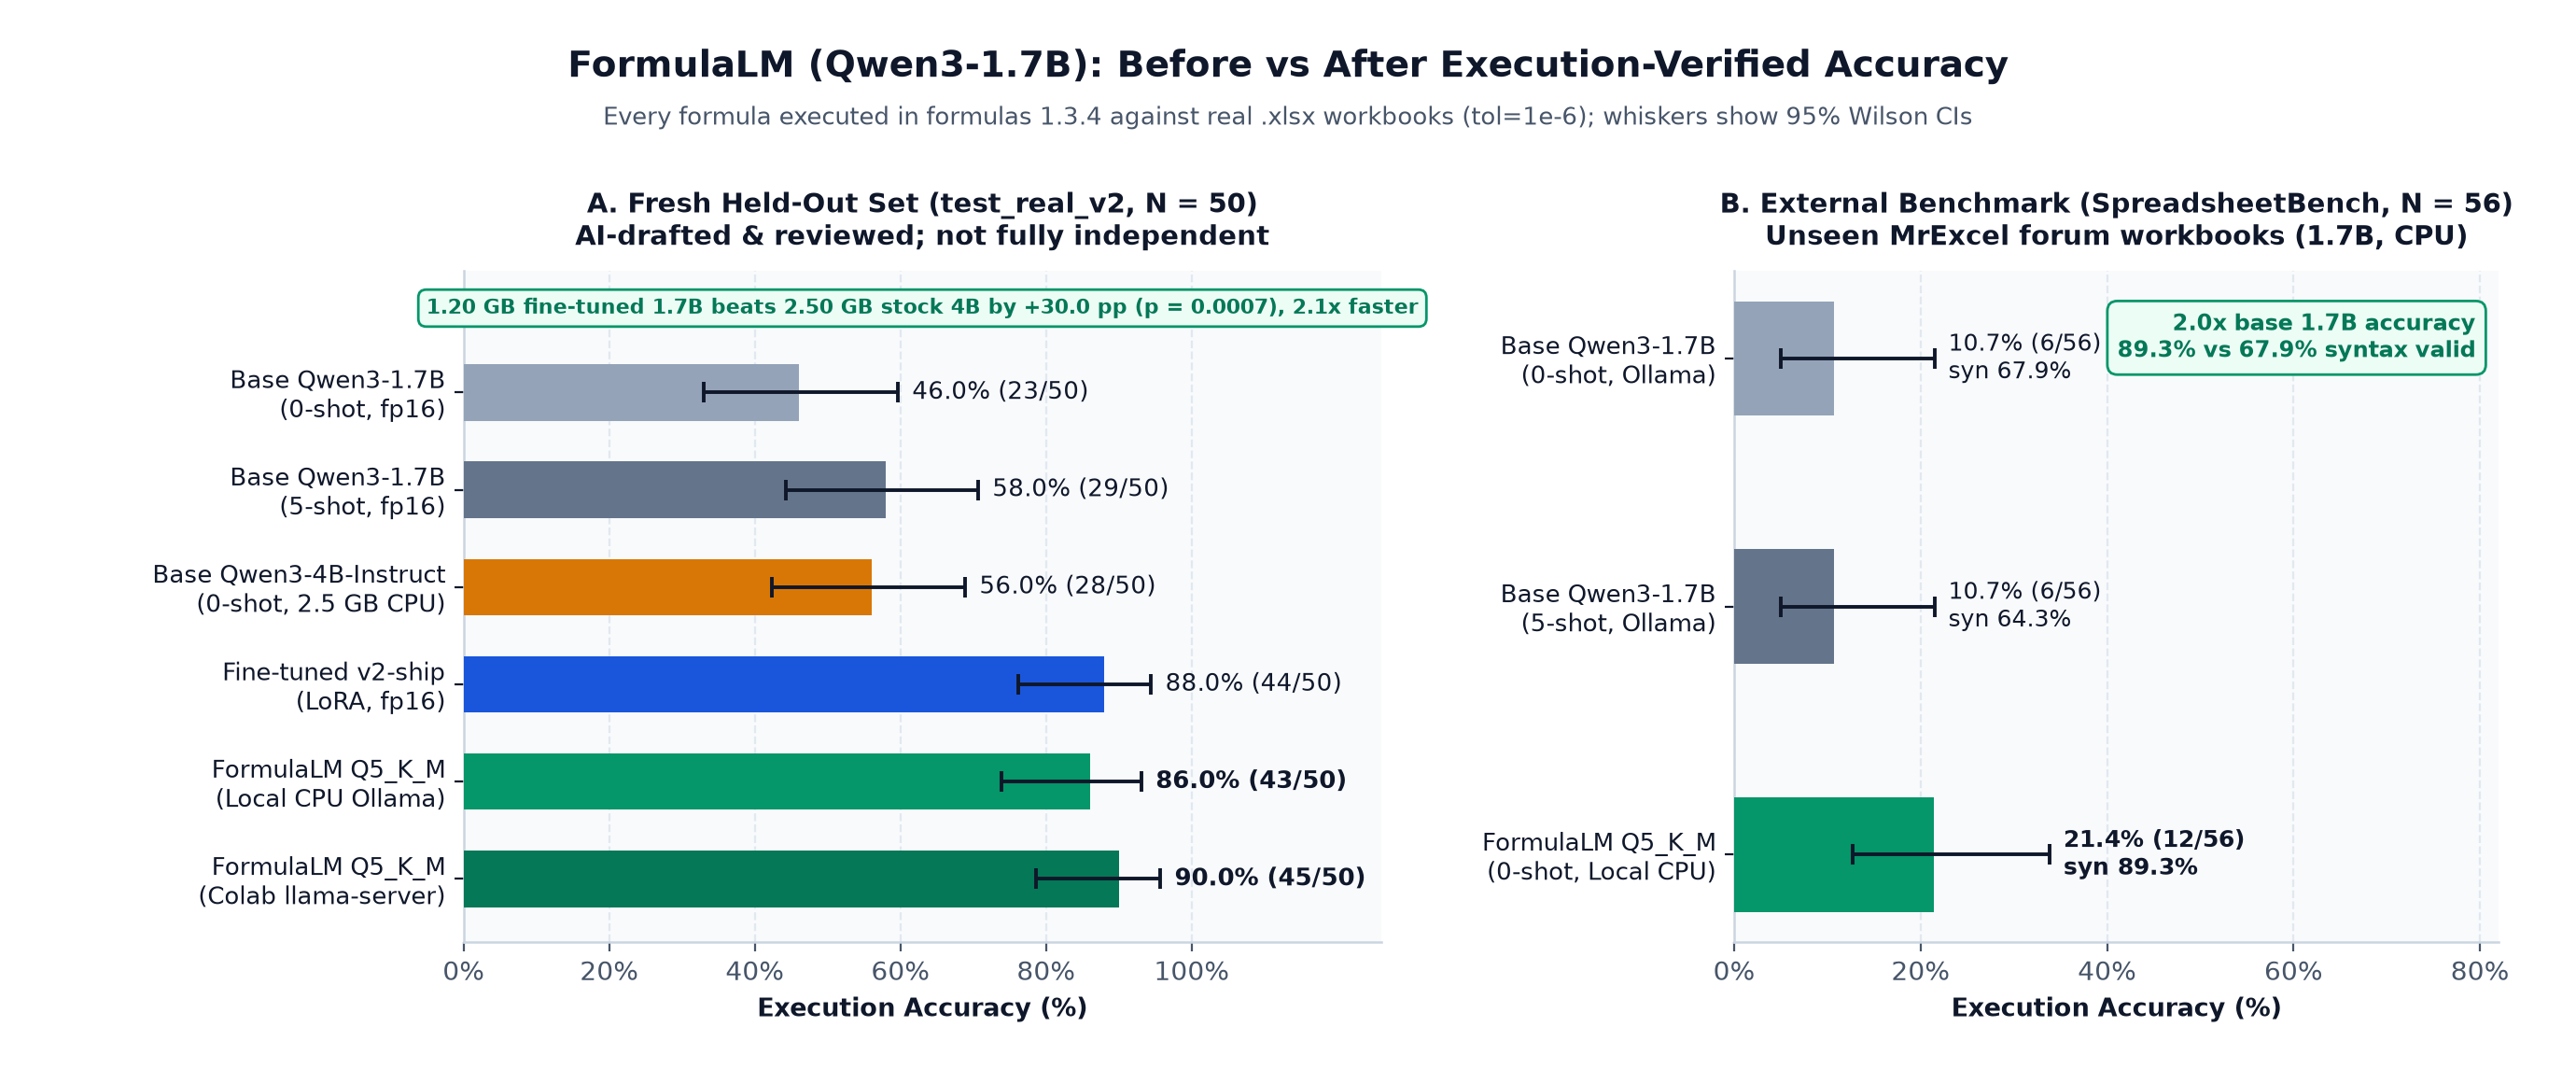 FormulaLM (Qwen3-1.7B): Before vs After Execution-Verified Accuracy
Every formula executed in formulas 1.3.4 against real .xlsx workbooks (tol=1e-6); whiskers show 95% Wilson CIs
A. Fresh Held-Out Set (test_real_v2, N = 50)
AI-drafted & reviewed; not fully independent
1.20 GB fine-tuned 1.7B beats 2.50 GB stock 4B by +30.0 pp (p = 0.0007), 2.1x faster
Base Qwen3-1.7B
(0-shot, fp16)
46.0% (23/50)
Base Qwen3-1.7B
(5-shot, fp16)
58.0% (29/50)
Base Qwen3-4B-Instruct
(0-shot, 2.5 GB CPU)
56.0% (28/50)
Fine-tuned v2-ship
(LoRA, fp16)
88.0% (44/50)
FormulaLM Q5_K_M
(Local CPU Ollama)
86.0% (43/50)
FormulaLM Q5_K_M
(Colab llama-server)
90.0% (45/50)
0% 20% 40% 60% 80% 100%
Execution Accuracy (%)
B. External Benchmark (SpreadsheetBench, N = 56)
Unseen MrExcel forum workbooks (1.7B, CPU)
2.0x base 1.7B accuracy
89.3% vs 67.9% syntax valid
Base Qwen3-1.7B
(0-shot, Ollama)
10.7% (6/56)
syn 67.9%
Base Qwen3-1.7B
(5-shot, Ollama)
10.7% (6/56)
syn 64.3%
FormulaLM Q5_K_M
(0-shot, Local CPU)
21.4% (12/56)
syn 89.3%
0% 20% 40% 60% 80%
Execution Accuracy (%)